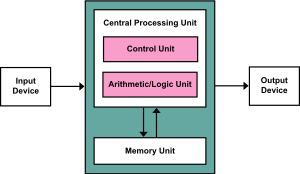 Central Processing Unit
Control Unit
Arithmetic/Logic Unit
Input
Device
Output
Device
Memory Unit